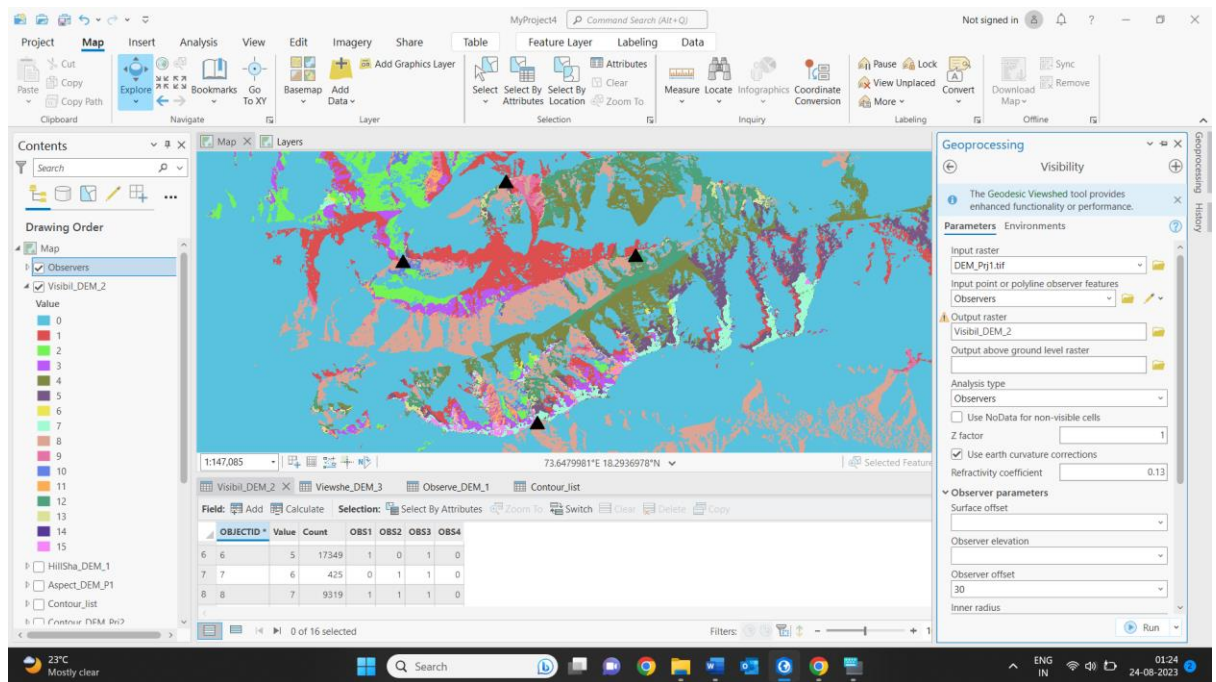 MyProject4
Command Search (Alt+Q)
Not signed in
?
Project Map Insert Analysis View Edit Imagery Share Table Feature Layer Labeling Data
Paste
Cut
Copy
Copy Path
Explore
Bookmarks
Go To XY
Basemap
Add Data
Add Graphics Layer
Select
Select By Attributes
Select By Location
Attributes
Clear
Zoom To
Measure
Locate
Infographics
Coordinate Conversion
Pause
Lock
View Unplaced
More
Convert
Download Map
Sync
Remove
Clipboard Navigate Layer Selection Inquiry Labeling Offline
Contents
Search
Drawing Order
Map
Observers
Visibil_DEM_2
Value
0
1
2
3
4
5
6
7
8
9
10
11
12
13
14
15
HillSha_DEM_1
Aspect_DEM_P1
Contour_list
Contour_DEM_Prj2
Map Layers
1:147,085
73.6479981°E 18.2936978°N
Selected Feature
Visibil_DEM_2 Viewshe_DEM_3 Observe_DEM_1 Contour_list
Field: Add Calculate Selection: Select By Attributes Zoom To Switch Clear Delete Copy
OBJECTID * Value Count OBS1 OBS2 OBS3 OBS4
6 6 5 17349 1 0 1 0
7 7 6 425 0 1 1 0
8 8 7 9319 1 1 1 0
0 of 16 selected
Filters:
Geoprocessing
Visibility
The Geodesic Viewshed tool provides
enhanced functionality or performance.
Parameters Environments
Input raster
DEM_Prj1.tif
Input point or polyline observer features
Observers
Output raster
Visibil_DEM_2
Output above ground level raster
Analysis type
Observers
Use NoData for non-visible cells
Z factor 1
Use earth curvature corrections
Refractivity coefficient 0.13
Observer parameters
Surface offset
Observer elevation
Observer offset
30
Inner radius
Run
Geoprocessing
History
23°C
Mostly clear
Search
ENG
IN
01:24
24-08-2023
2